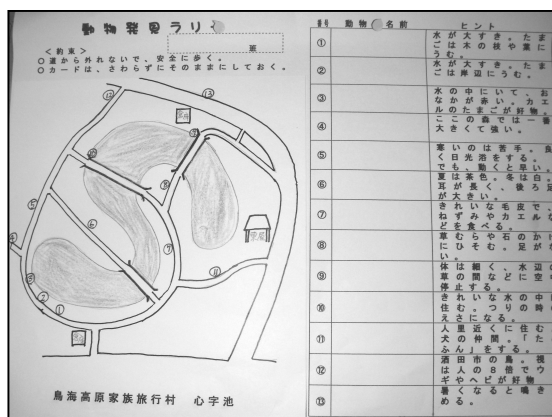 動物発見ラリー
班
＜約束＞
○道から外れないで、安全に歩く。
○カードは、さわらずにそのままにしておく。
⑬
⑫
⑪
⑩
⑨
⑧
⑦
⑥
⑤
④
③
②
①
鳥海高原家族旅行村 心字池
番号 動物 名前 ヒント
① 水が大すき。たま
ごは木の枝や葉に
うむ。
② 水が大すき。たま
ごは岸辺にうむ。
③ 水の中にいて、お
なかが赤い。カエ
ルのたまごが好物。
④ ここの森では一番
大きくて強い。
⑤ 寒いのは苦手。良
く日光浴をする。
でも、動くと早い。
⑥ 夏は茶色。冬は白。
耳が長く、後ろ足
が大きい。
⑦ きれいな毛皮で、
ねずみやカエルな
どを食べる。
⑧ 草むらや石のかげ
にひそむ。足がな
い。
⑨ 体は細く、水辺の
草の間などに空中
停止する。
⑩ きれいな水の中に
住む。つりの時の
えさになる。
⑪ 人里近くに住む
犬の仲間。「ため
ふん」をする。
⑫ 酒田市の鳥。視
は人の8倍でウ
ギやヘビが好物
⑬ 暑くなると鳴き
める。